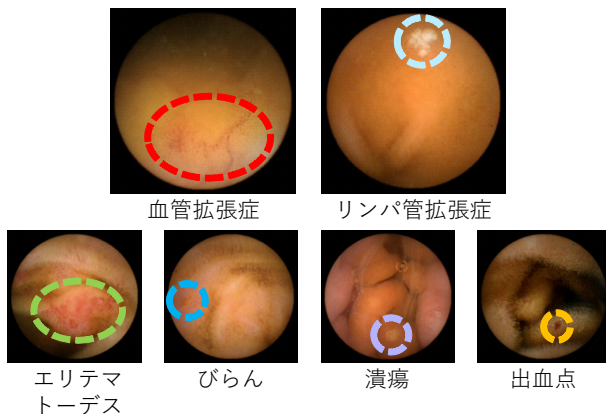 血管拡張症
リンパ管拡張症
エリテマ
トーデス
びらん
潰瘍
出血点